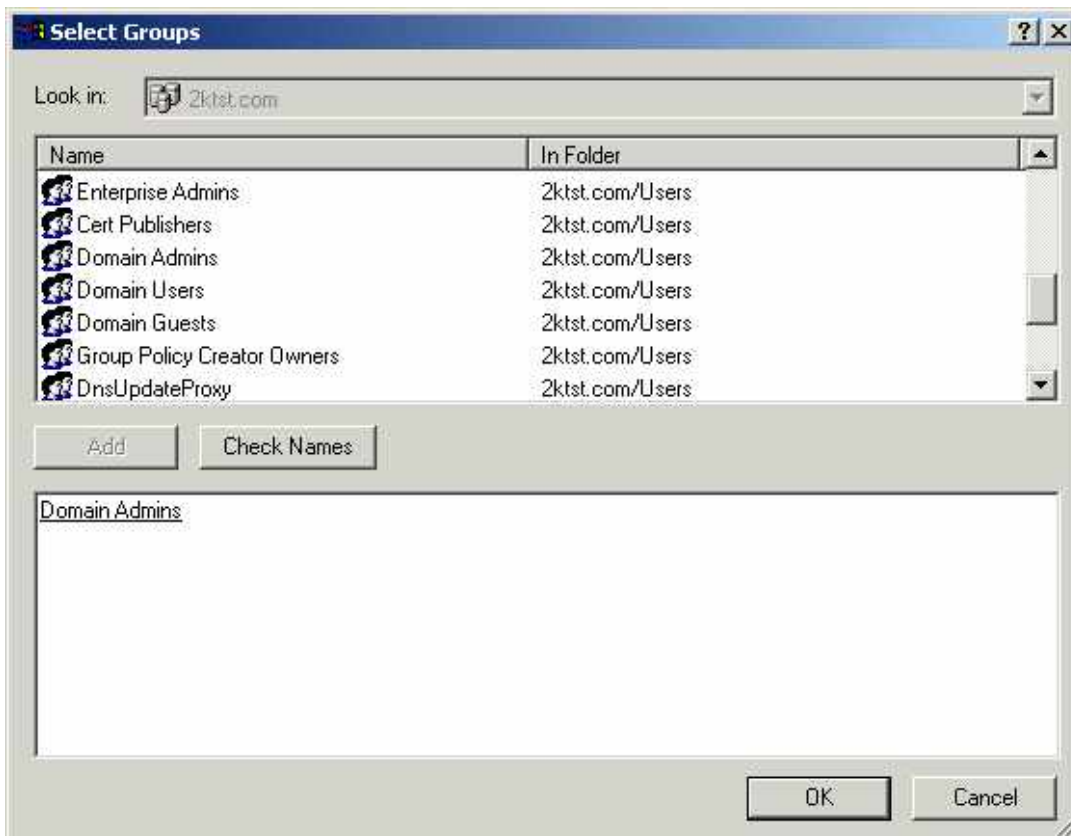 Select Groups
Look in: 2ktst.com
Name In Folder
Enterprise Admins 2ktst.com/Users
Cert Publishers 2ktst.com/Users
Domain Admins 2ktst.com/Users
Domain Users 2ktst.com/Users
Domain Guests 2ktst.com/Users
Group Policy Creator Owners 2ktst.com/Users
DnsUpdateProxy 2ktst.com/Users
Add Check Names
Domain Admins
OK Cancel